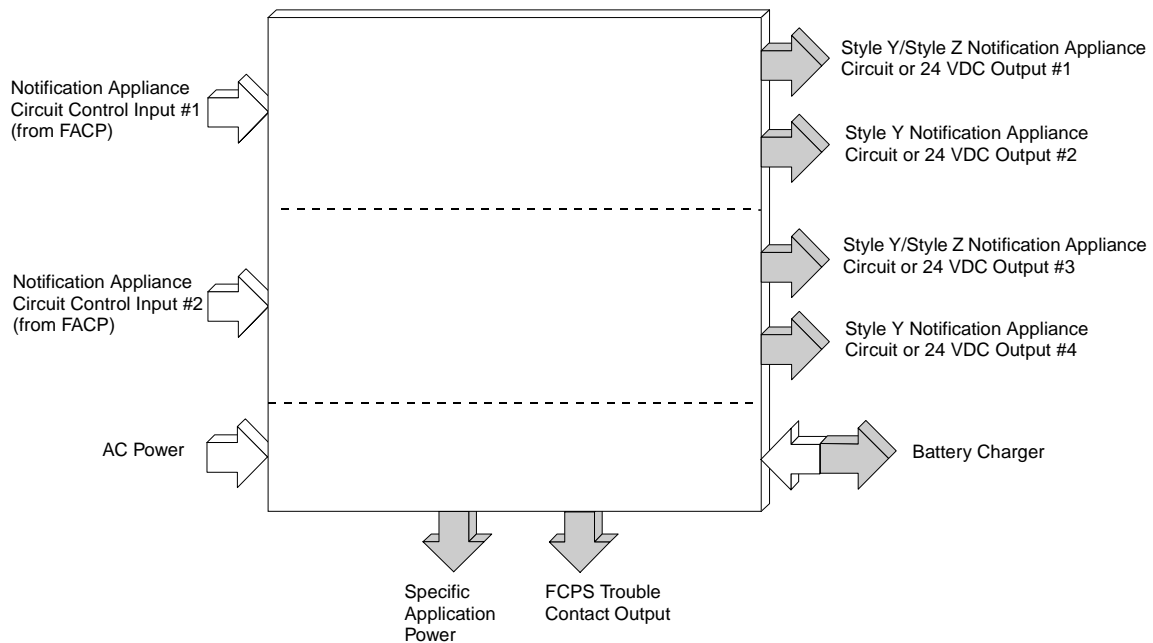 Notification Appliance
Circuit Control Input #1
(from FACP)
Style Y/Style Z Notification Appliance
Circuit or 24 VDC Output #1
Style Y Notification Appliance
Circuit or 24 VDC Output #2
Notification Appliance
Circuit Control Input #2
(from FACP)
Style Y/Style Z Notification Appliance
Circuit or 24 VDC Output #3
Style Y Notification Appliance
Circuit or 24 VDC Output #4
AC Power
Battery Charger
Specific
Application
Power
FCPS Trouble
Contact Output